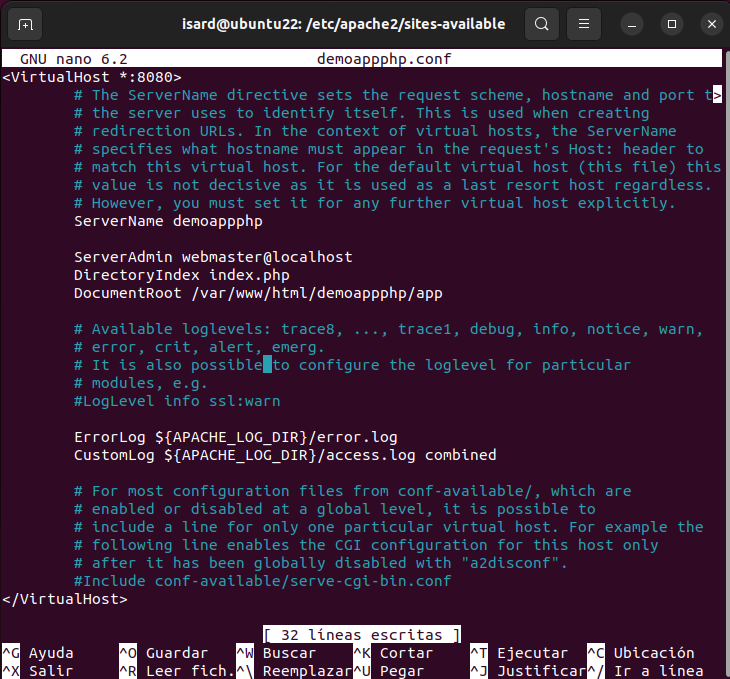 isard@ubuntu22: /etc/apache2/sites-available
GNU nano 6.2 demoappphp.conf
<VirtualHost *:8080>
# The ServerName directive sets the request scheme, hostname and port t>
# the server uses to identify itself. This is used when creating
# redirection URLs. In the context of virtual hosts, the ServerName
# specifies what hostname must appear in the request's Host: header to
# match this virtual host. For the default virtual host (this file) this
# value is not decisive as it is used as a last resort host regardless.
# However, you must set it for any further virtual host explicitly.
ServerName demoappphp
ServerAdmin webmaster@localhost
DirectoryIndex index.php
DocumentRoot /var/www/html/demoappphp/app
# Available loglevels: trace8, ..., trace1, debug, info, notice, warn,
# error, crit, alert, emerg.
# It is also possible to configure the loglevel for particular
# modules, e.g.
#LogLevel info ssl:warn
ErrorLog ${APACHE_LOG_DIR}/error.log
CustomLog ${APACHE_LOG_DIR}/access.log combined
# For most configuration files from conf-available/, which are
# enabled or disabled at a global level, it is possible to
# include a line for only one particular virtual host. For example the
# following line enables the CGI configuration for this host only
# after it has been globally disabled with "a2disconf".
#Include conf-available/serve-cgi-bin.conf
</VirtualHost>
[ 32 líneas escritas ]
^G Ayuda ^O Guardar ^W Buscar ^K Cortar ^T Ejecutar ^C Ubicación
^X Salir ^R Leer fich. ^\ Reemplazar ^U Pegar ^J Justificar ^/ Ir a línea